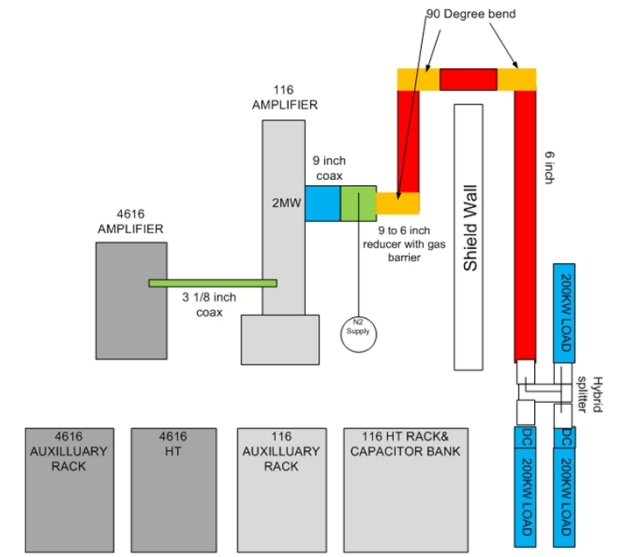 90 Degree bend
116
AMPLIFIER
9 inch
coax
2MW
4616
AMPLIFIER
9 to 6 inch
reducer with gas
barrier
3 1/8 inch
coax
N2
Supply
Shield Wall
6 inch
200KW LOAD
Hybrid
splitter
DC
200KW LOAD
DC
200KW LOAD
4616
AUXILLUARY
RACK
4616
HT
116
AUXILLUARY
RACK
116 HT RACK&
CAPACITOR BANK